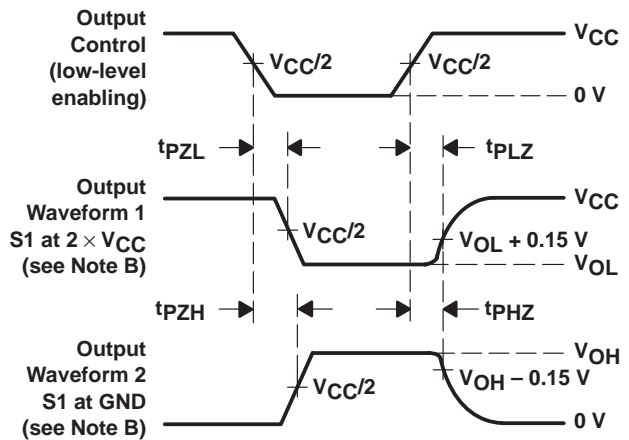 Output
Control
(low-level
enabling)
VCC
VCC/2
VCC/2
0 V
tPZL
tPLZ
Output
Waveform 1
S1 at 2 × VCC
(see Note B)
VCC
VCC/2
VOL + 0.15 V
VOL
tPZH
tPHZ
Output
Waveform 2
S1 at GND
(see Note B)
VOH
VCC/2
VOH – 0.15 V
0 V